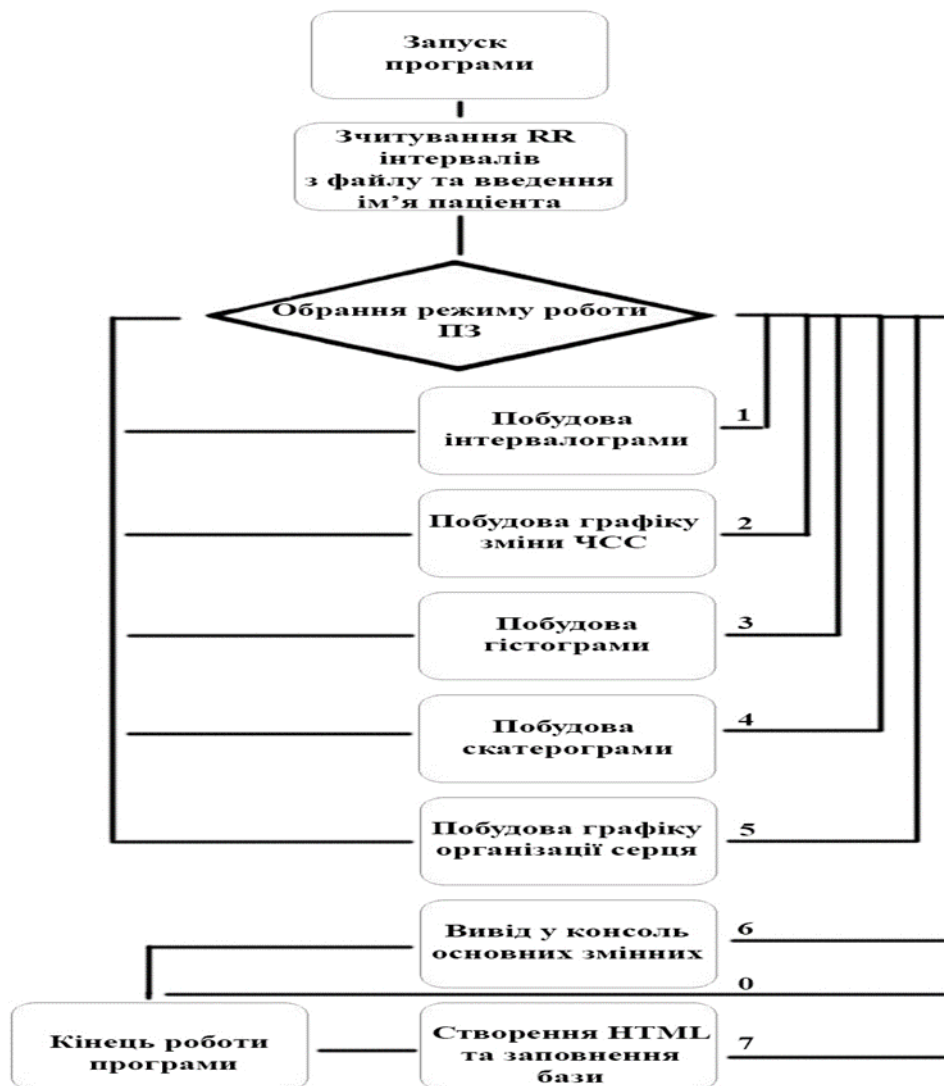 Запуск
програми
Зчитування RR
інтервалів
з файлу та введення
ім’я пацієнта
Обрання режиму роботи
ПЗ
Побудова
інтервалограми
1
Побудова графіку
зміни ЧСС
2
Побудова
гістограми
3
Побудова
скатерограми
4
Побудова графіку
організації серця
5
Вивід у консоль
основних змінних
6
0
Кінець роботи
програми
Створення HTML
та заповнення
бази
7